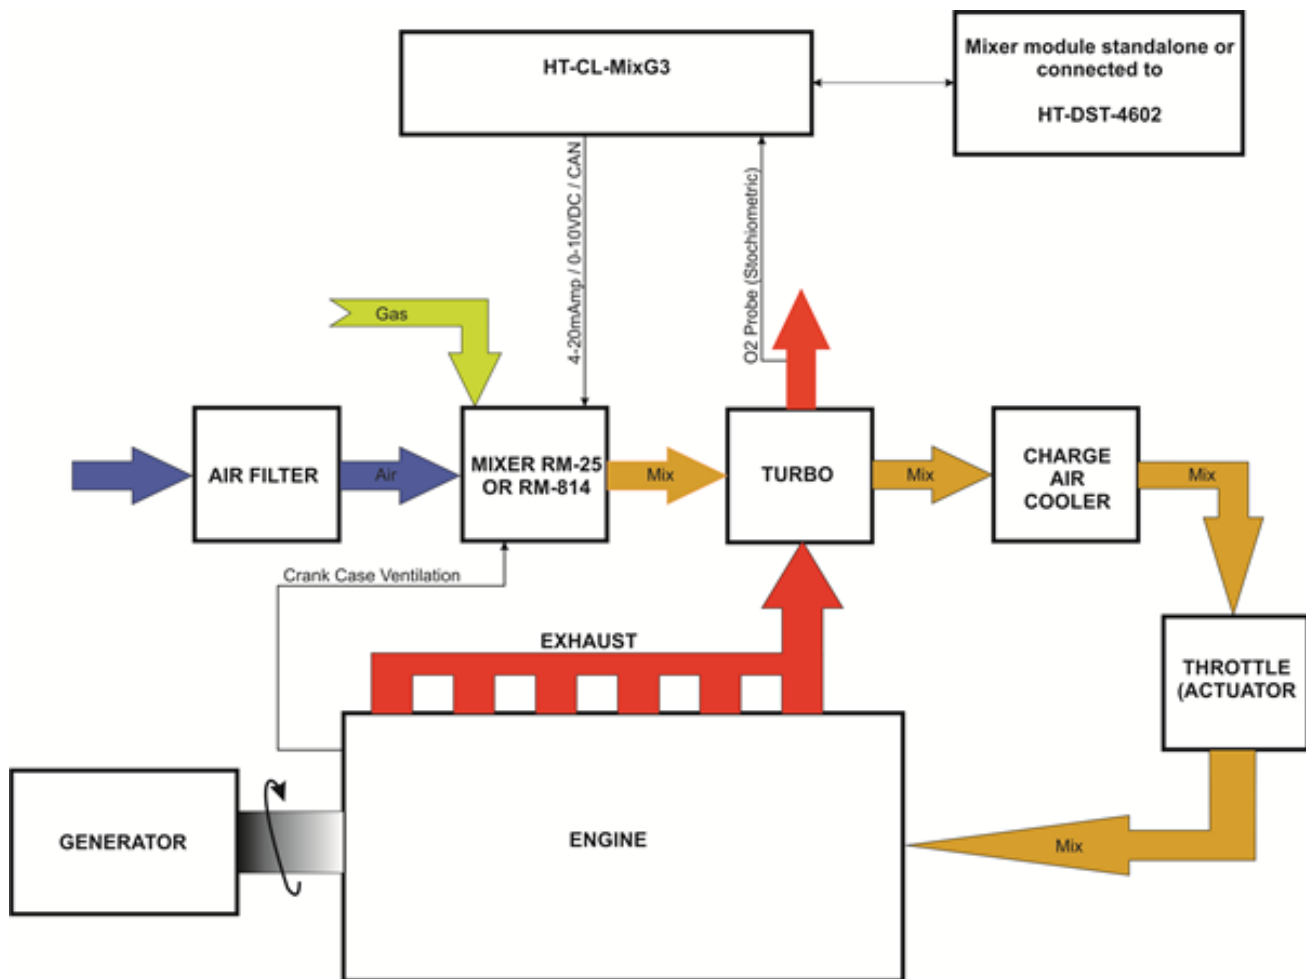 HT-CL-MixG3
Mixer module standalone or
connected to
HT-DST-4602
4-20mAmp / 0-10VDC / CAN
O2 Probe (Stochiometric)
Gas
AIR FILTER
Air
MIXER RM-25
OR RM-814
Mix
TURBO
Mix
CHARGE
AIR
COOLER
Mix
Crank Case Ventilation
EXHAUST
THROTTLE
(ACTUATOR
GENERATOR
ENGINE
Mix